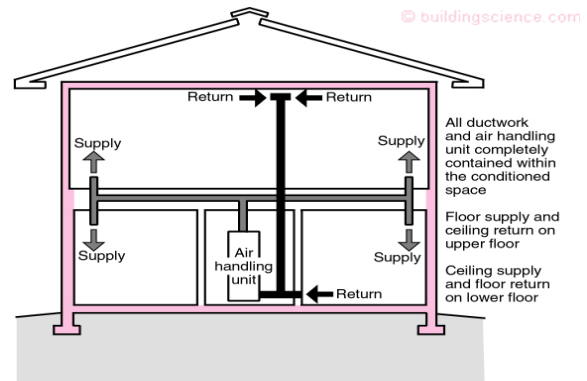 © buildingscience.com
Return
Return
Supply
Supply
All ductwork
and air handling
unit completely
contained within
the conditioned
space
Floor supply and
ceiling return on
upper floor
Supply
Air
handling
unit
Supply
Return
Ceiling supply
and floor return
on lower floor